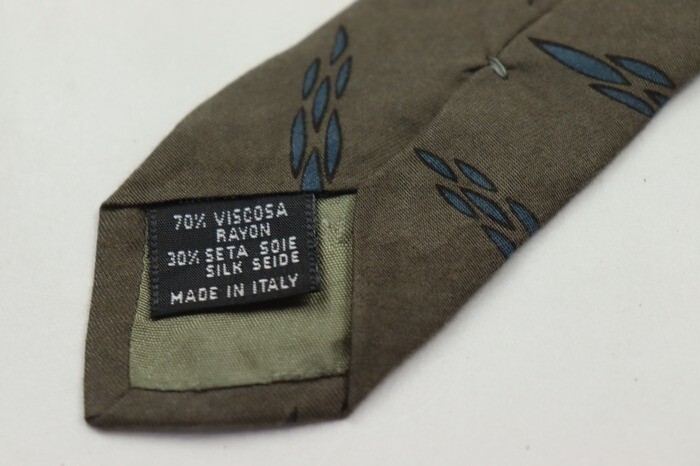 70% VISCOSA
RAYON
30% SETA SOIE
SILK SEIDE
MADE IN ITALY